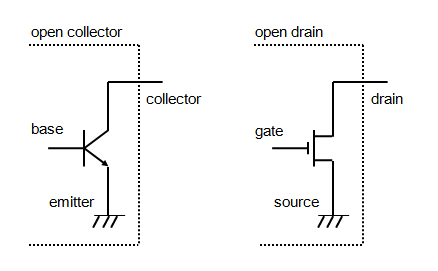 open collector
collector
base
emitter
open drain
drain
gate
source